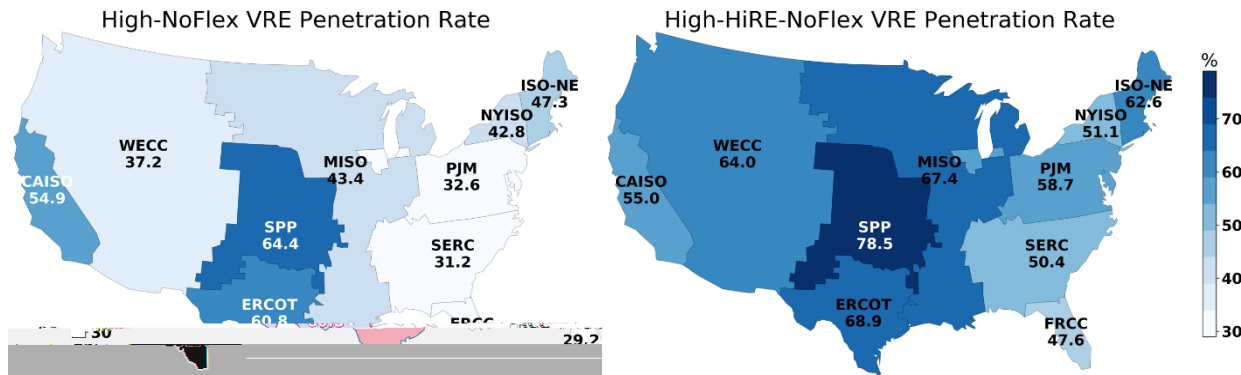 High-NoFlex VRE Penetration Rate
ISO-NE
47.3
NYISO
42.8
WECC
37.2
MISO
43.4
PJM
32.6
CAISO
54.9
SPP
64.4
SERC
31.2
ERCOT
60.8
30
29.2
High-HiRE-NoFlex VRE Penetration Rate
%
ISO-NE
62.6
NYISO
51.1
WECC
64.0
MISO
67.4
PJM
58.7
CAISO
55.0
SPP
78.5
SERC
50.4
ERCOT
68.9
FRCC
47.6
70
60
50
40
30